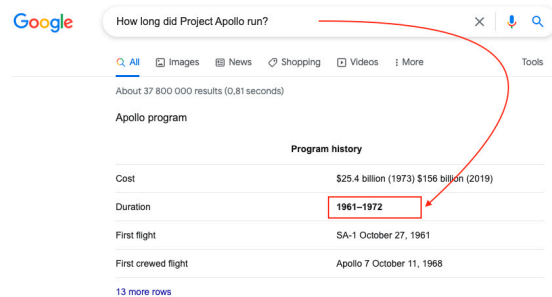 Google How long did Project Apollo run?
All Images News Shopping Videos More Tools
About 37 800 000 results (0,81 seconds)
Apollo program
Program history
Cost $25.4 billion (1973) $156 billion (2019)
Duration 1961–1972
First flight SA-1 October 27, 1961
First crewed flight Apollo 7 October 11, 1968
13 more rows